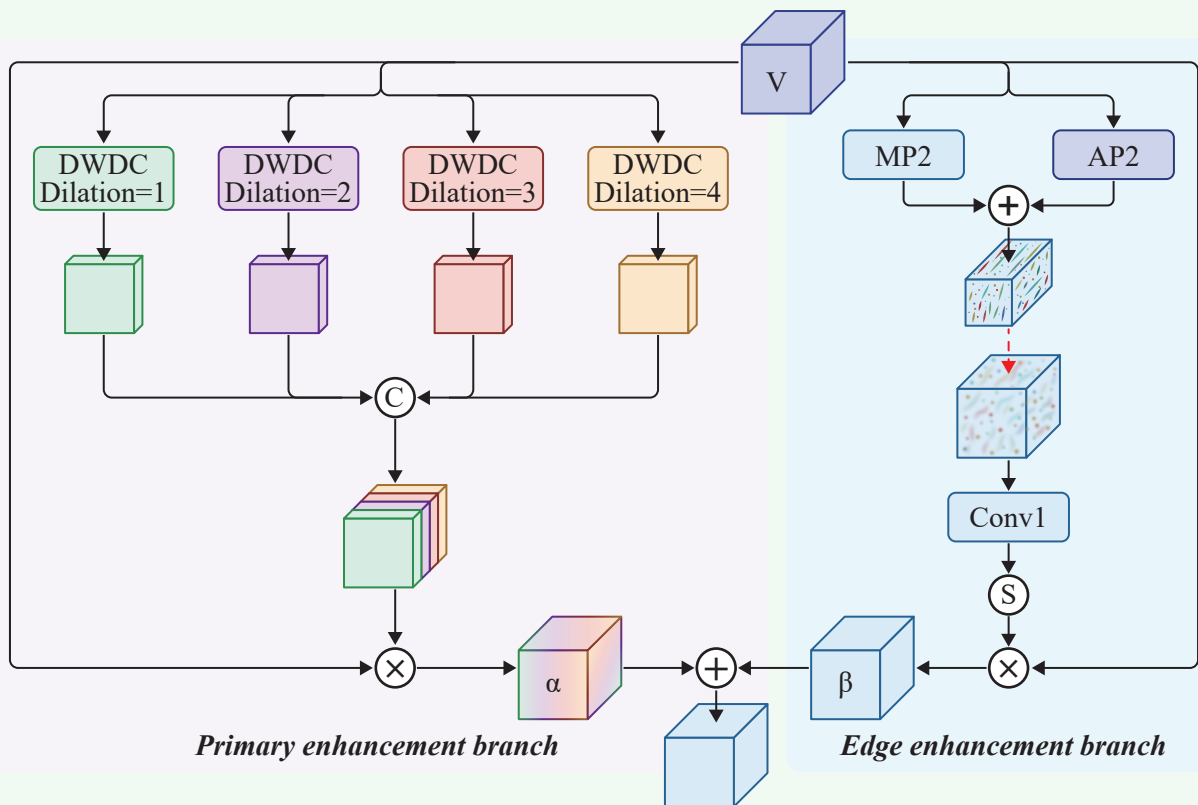 V
DWDC
Dilation=1
DWDC
Dilation=2
DWDC
Dilation=3
DWDC
Dilation=4
MP2
AP2
+
C
Conv1
S
×
α
+
β
×
Primary enhancement branch
Edge enhancement branch